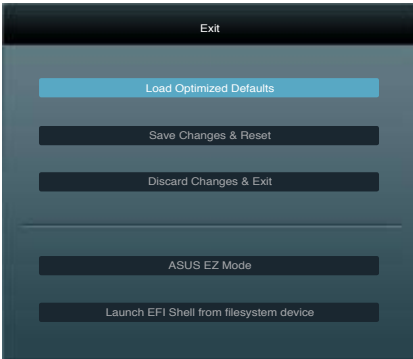 Exit
Load Optimized Defaults
Save Changes & Reset
Discard Changes & Exit
ASUS EZ Mode
Launch EFI Shell from filesystem device